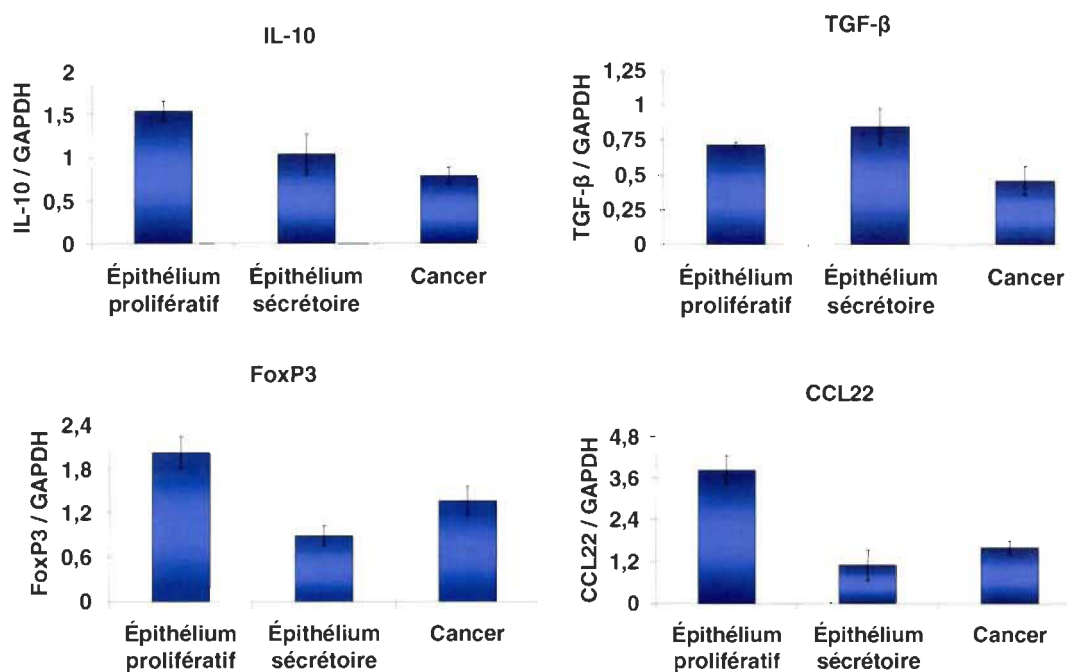 IL-10
IL-10 / GAPDH
2
1,5
1
0,5
0
Épithélium
prolifératif
Épithélium
sécrétoire
Cancer
TGF-β
TGF-β / GAPDH
1,25
1
0,75
0,5
0,25
0
Épithélium
prolifératif
Épithélium
sécrétoire
Cancer
FoxP3
FoxP3 / GAPDH
2,4
1,8
1,2
0,6
0
Épithélium
prolifératif
Épithélium
sécrétoire
Cancer
CCL22
CCL22 / GAPDH
4,8
3,6
2,4
1,2
0
Épithélium
prolifératif
Épithélium
sécrétoire
Cancer